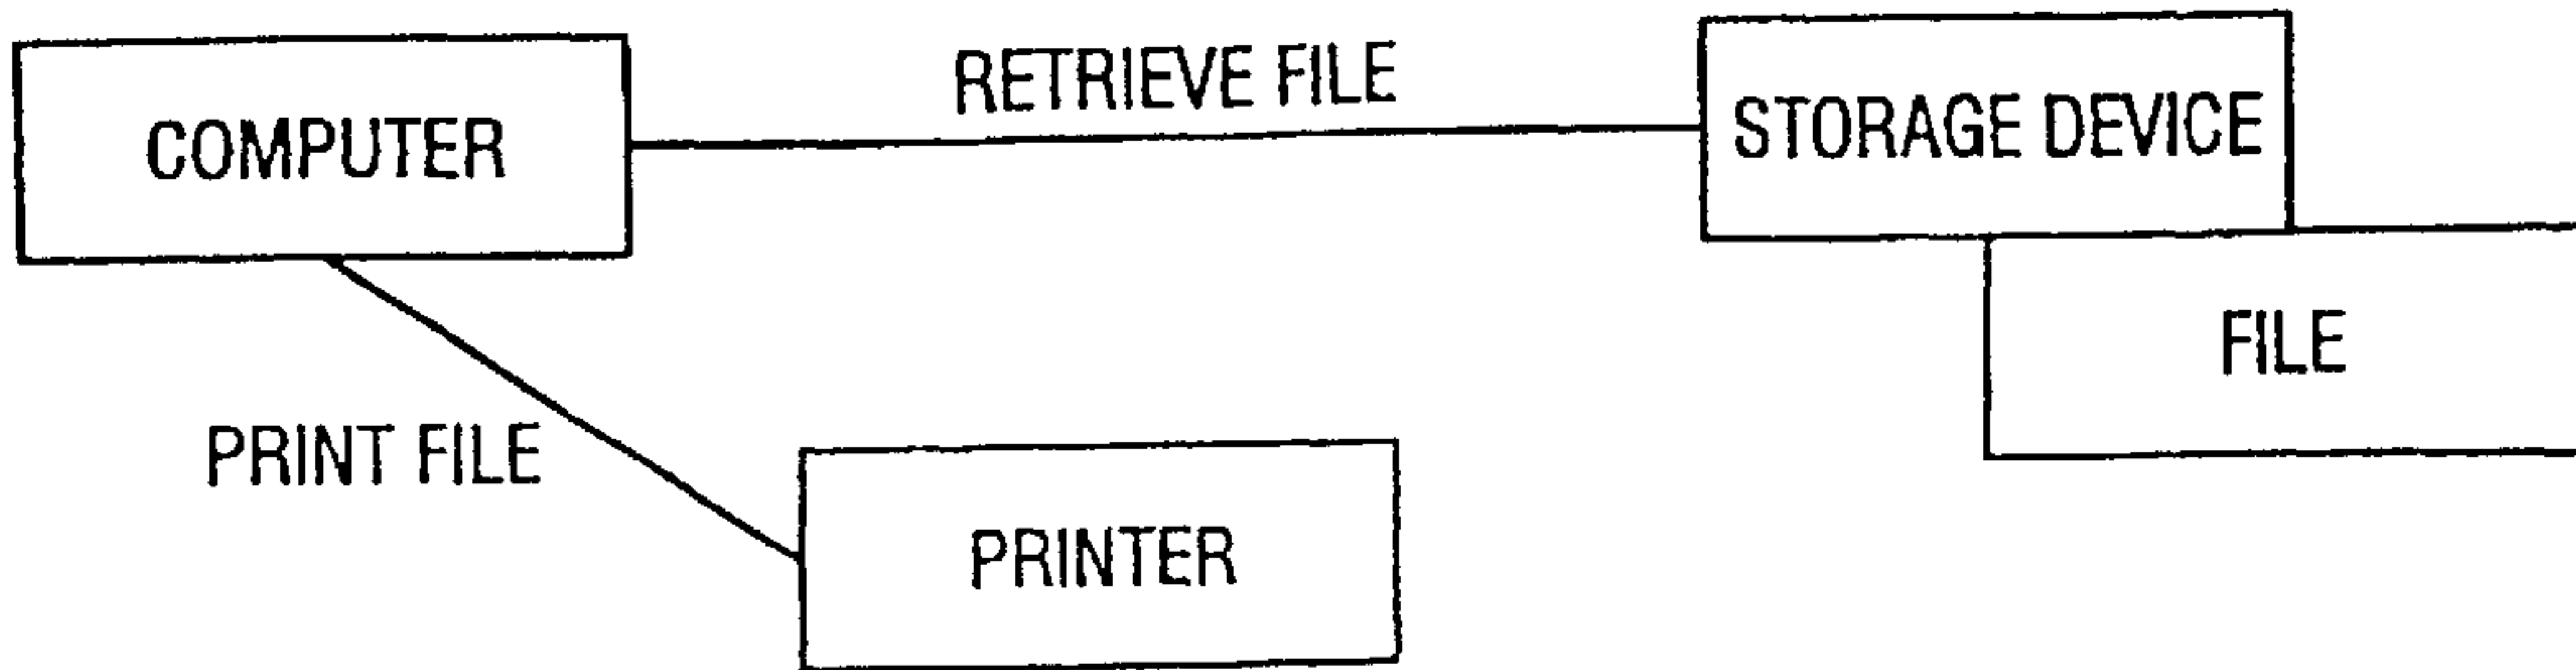 RETRIEVE FILE
COMPUTER
STORAGE DEVICE
FILE
PRINT FILE
PRINTER